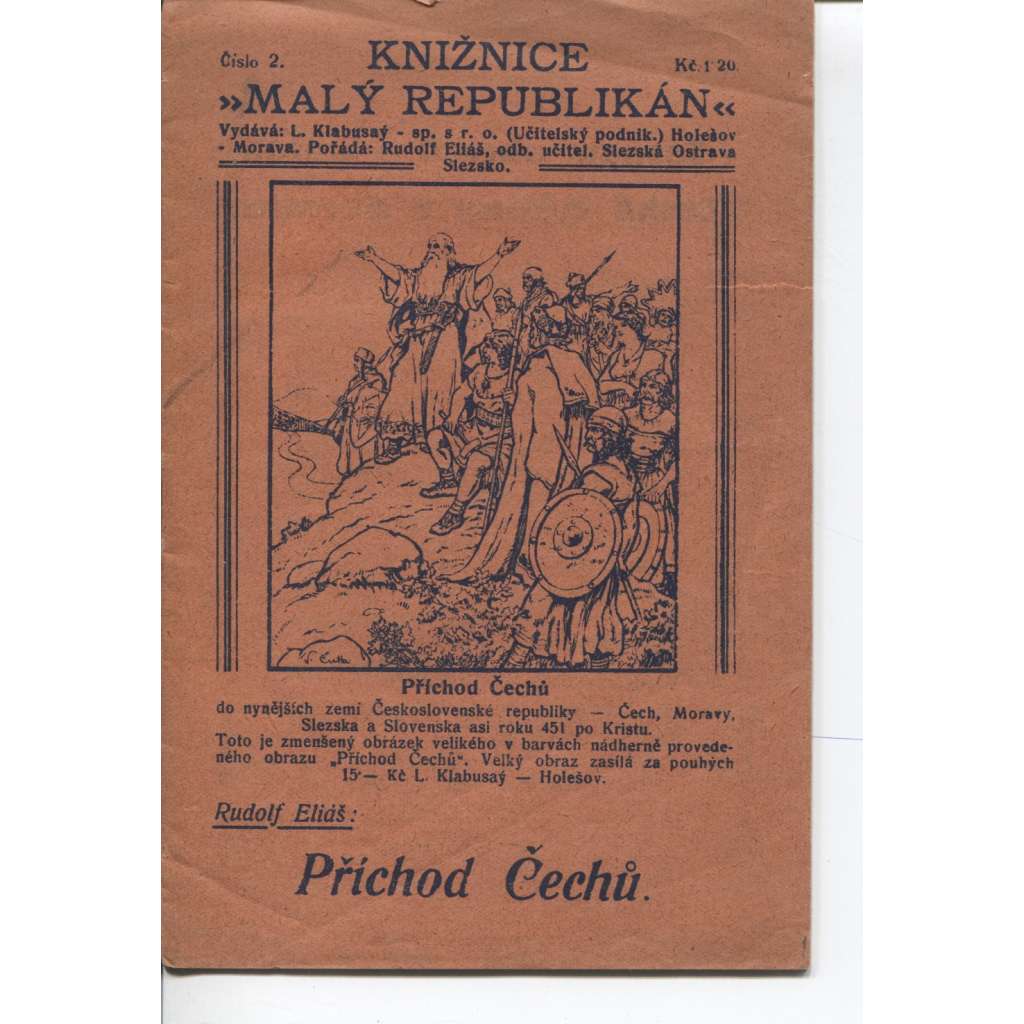 Číslo 2.
KNIŽNICE
Kč. 1 20.
»MALÝ REPUBLIKÁN«
Vydává: L. Klabusaý - sp. s r. o. (Učitelský podnik.) Holešov
- Morava. Pořádá: Rudolf Eliáš, odb. učitel. Slezská Ostrava
Slezsko.
Příchod Čechů
do nynějších zemí Československé republiky — Čech, Moravy,
Slezska a Slovenska asi roku 451 po Kristu.
Toto je zmenšený obrázek velikého v barvách nádherně provede-
ného obrazu „Příchod Čechů“. Velký obraz zasílá za pouhých
15·— Kč L. Klabusaý — Holešov.
Rudolf Eliáš:
Příchod Čechů.